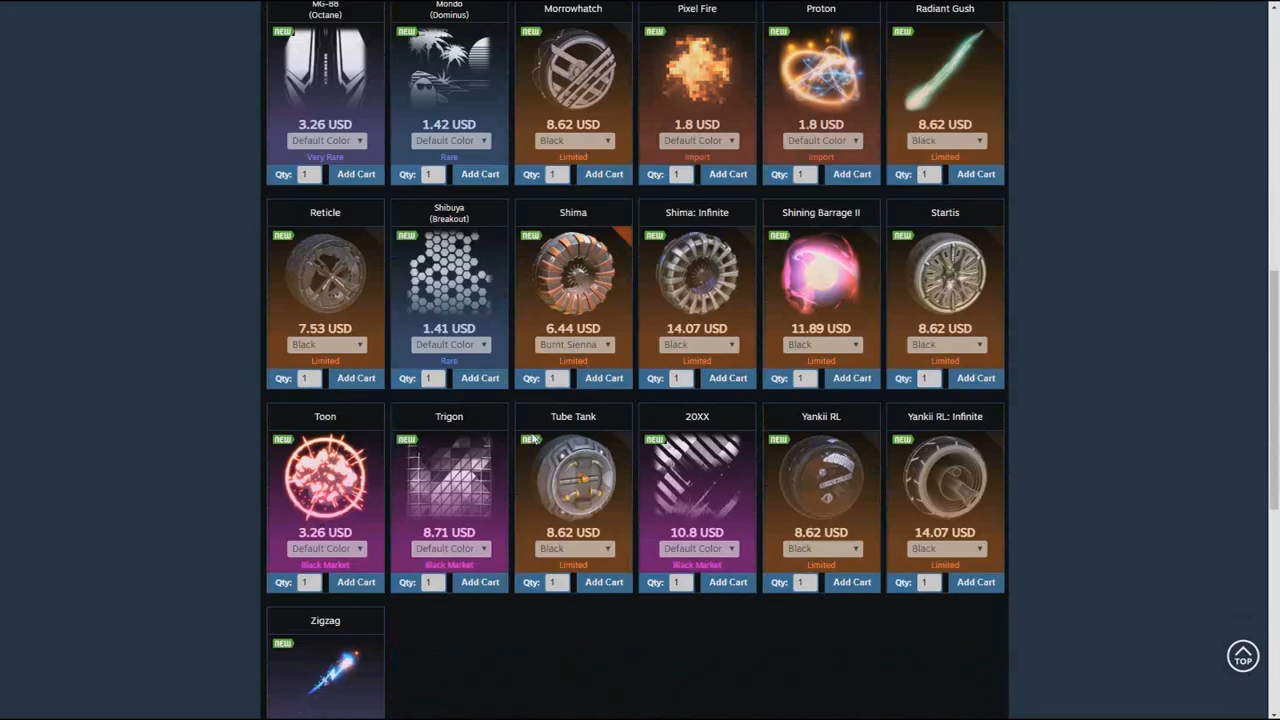 MG-88 Mondo Morrowhatch Pixel Fire Proton Radiant Gush
(Octane) (Dominus)
NEW NEW NEW NEW NEW NEW
3.26 USD 1.42 USD 8.62 USD 1.8 USD 1.8 USD 8.62 USD
Default Color Default Color Black Default Color Default Color Black
Very Rare Rare Limited Import Import Limited
Qty: 1 Add Cart Qty: 1 Add Cart Qty: 1 Add Cart Qty: 1 Add Cart Qty: 1 Add Cart Qty: 1 Add Cart
Reticle Shibuya Shima Shima: Infinite Shining Barrage II Startis
(Breakout)
NEW NEW NEW NEW NEW NEW
7.53 USD 1.41 USD 6.44 USD 14.07 USD 11.89 USD 8.62 USD
Black Default Color Burnt Sienna Black Black Black
Limited Rare Limited Limited Limited Limited
Qty: 1 Add Cart Qty: 1 Add Cart Qty: 1 Add Cart Qty: 1 Add Cart Qty: 1 Add Cart Qty: 1 Add Cart
Toon Trigon Tube Tank 20XX Yankii RL Yankii RL: Infinite
NEW NEW NEW NEW NEW NEW
3.26 USD 8.71 USD 8.62 USD 10.8 USD 8.62 USD 14.07 USD
Default Color Default Color Black Default Color Black Black
Black Market Black Market Limited Black Market Limited Limited
Qty: 1 Add Cart Qty: 1 Add Cart Qty: 1 Add Cart Qty: 1 Add Cart Qty: 1 Add Cart Qty: 1 Add Cart
Zigzag
NEW
TOP